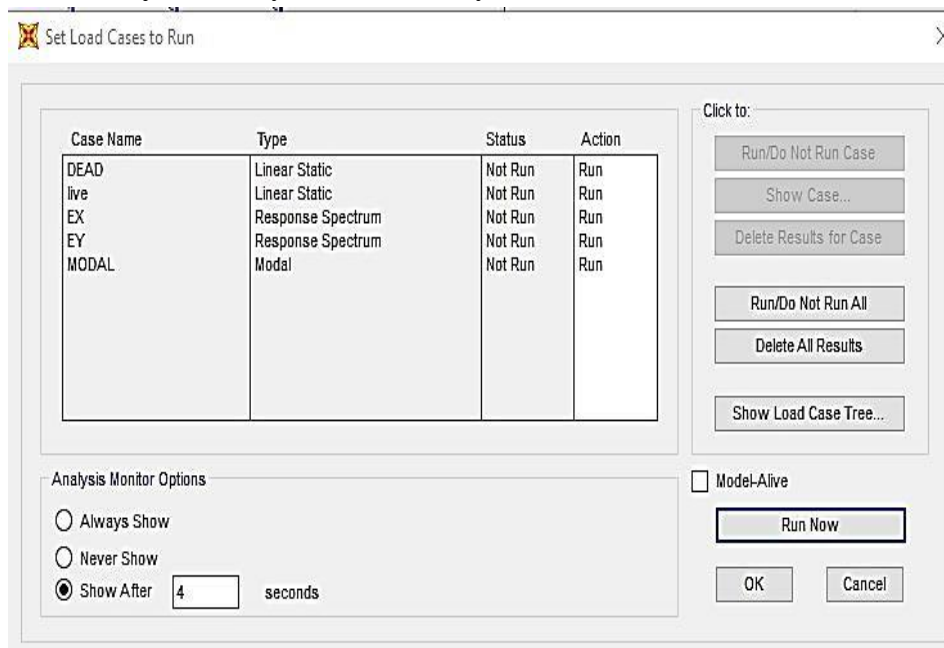 Set Load Cases to Run
Click to:
Case Name Type Status Action
DEAD Linear Static Not Run Run
live Linear Static Not Run Run
EX Response Spectrum Not Run Run
EY Response Spectrum Not Run Run
MODAL Modal Not Run Run
Run/Do Not Run Case
Show Case...
Delete Results for Case
Run/Do Not Run All
Delete All Results
Show Load Case Tree...
Analysis Monitor Options
Always Show
Never Show
Show After 4 seconds
Model-Alive
Run Now
OK Cancel